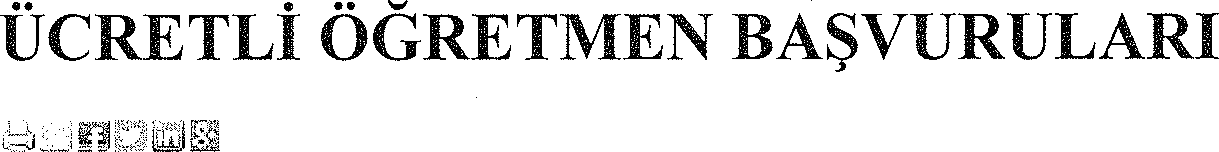 ÜCRETLİ ÖĞRETMEN BAŞVURULARI